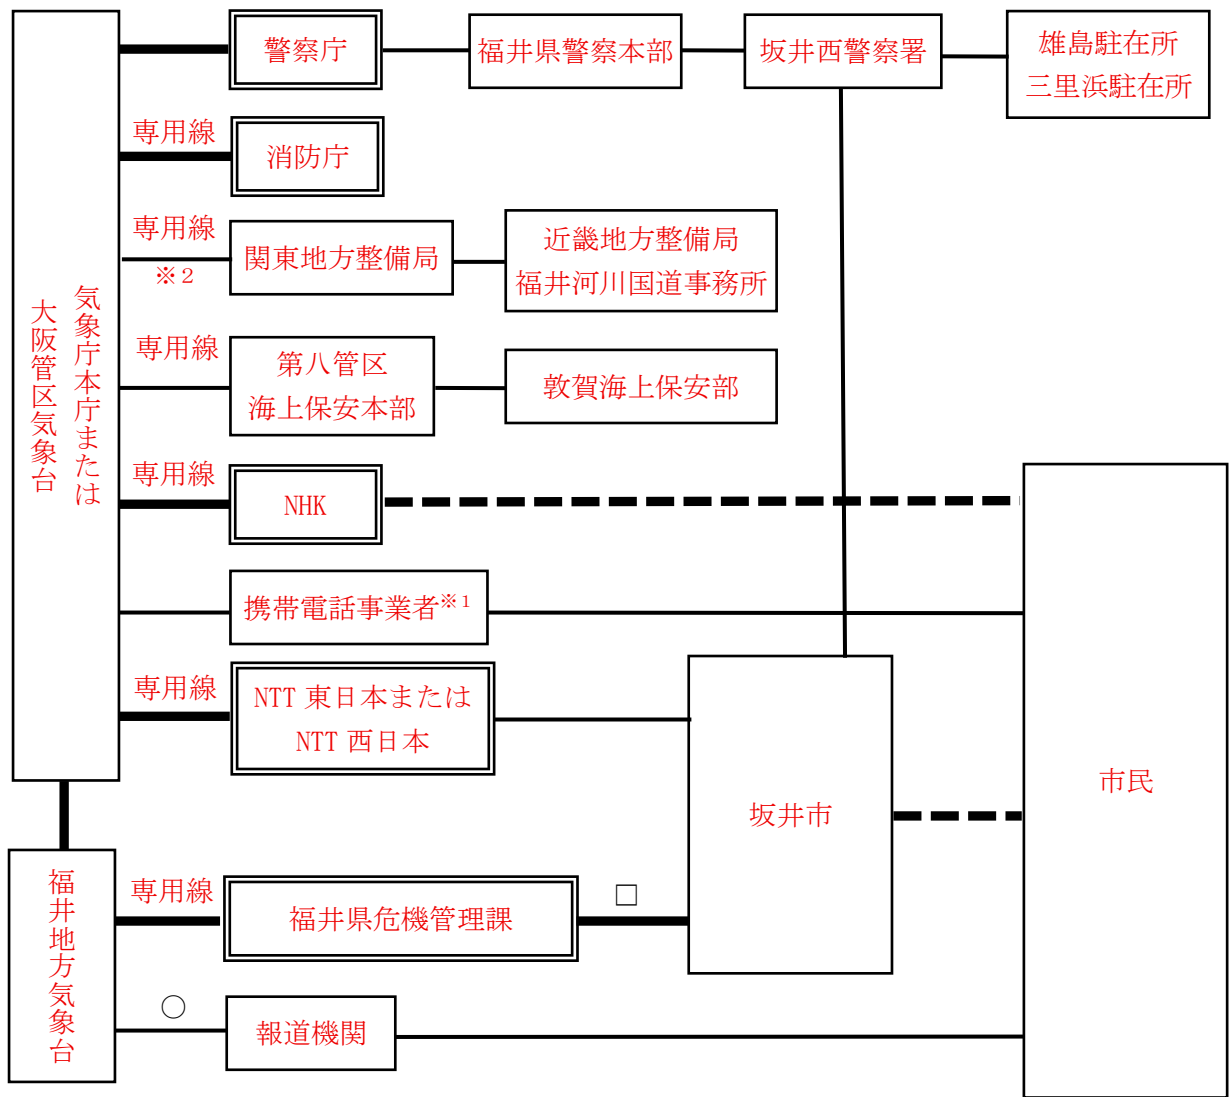 警察庁
福井県警察本部
坂井西警察署
雄島駐在所
三里浜駐在所
専用線
消防庁
専用線
※２
関東地方整備局
近畿地方整備局
福井河川国道事務所
気象庁本庁または
大阪管区気象台
専用線
第八管区
海上保安本部
敦賀海上保安部
専用線
NHK
携帯電話事業者※1
専用線
NTT 東日本または
NTT 西日本
坂井市
市民
福井地方気象台
専用線
福井県危機管理課
□
○
報道機関